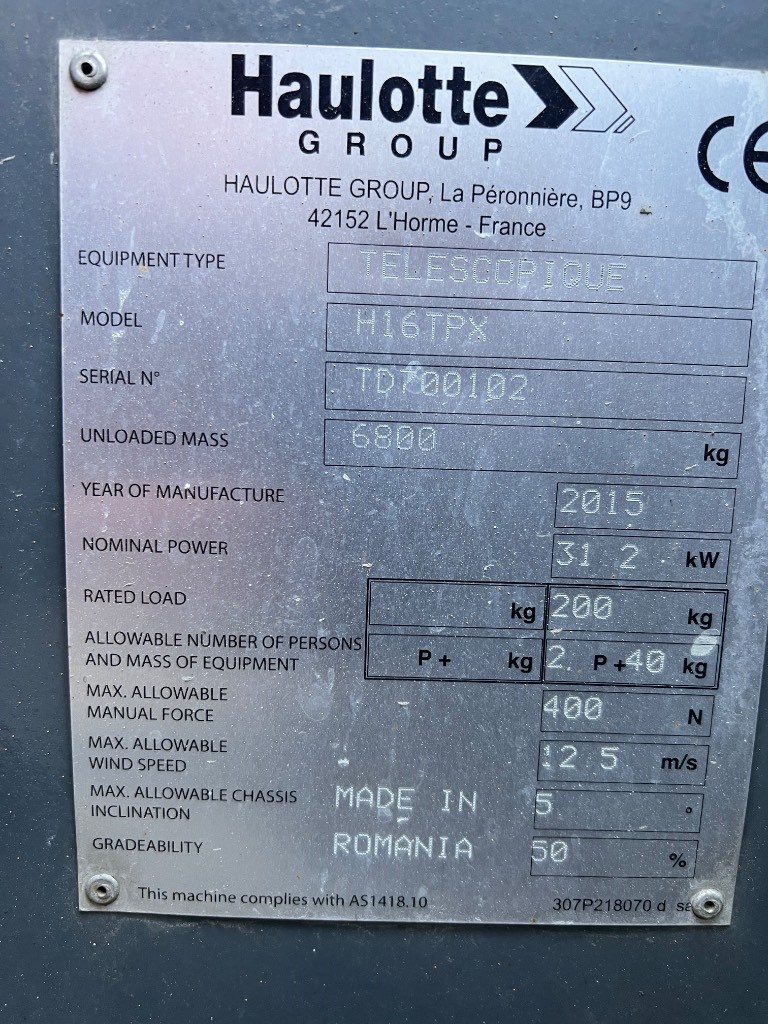 Haulotte
GROUP
CE
HAULOTTE GROUP, La Péronnière, BP9
42152 L'Horme - France
EQUIPMENT TYPE TELESCOPIQUE
MODEL H16TPX
SERIAL N° TD700102
UNLOADED MASS 6800 kg
YEAR OF MANUFACTURE 2015
NOMINAL POWER 31 2 kW
RATED LOAD kg 200 kg
ALLOWABLE NUMBER OF PERSONS
AND MASS OF EQUIPMENT P + kg 2 P + 40 kg
MAX. ALLOWABLE
MANUAL FORCE 400 N
MAX. ALLOWABLE
WIND SPEED 12 5 m/s
MAX. ALLOWABLE CHASSIS
INCLINATION MADE IN 5 °
GRADEABILITY ROMANIA 50 %
This machine complies with AS1418.10 307P218070 d